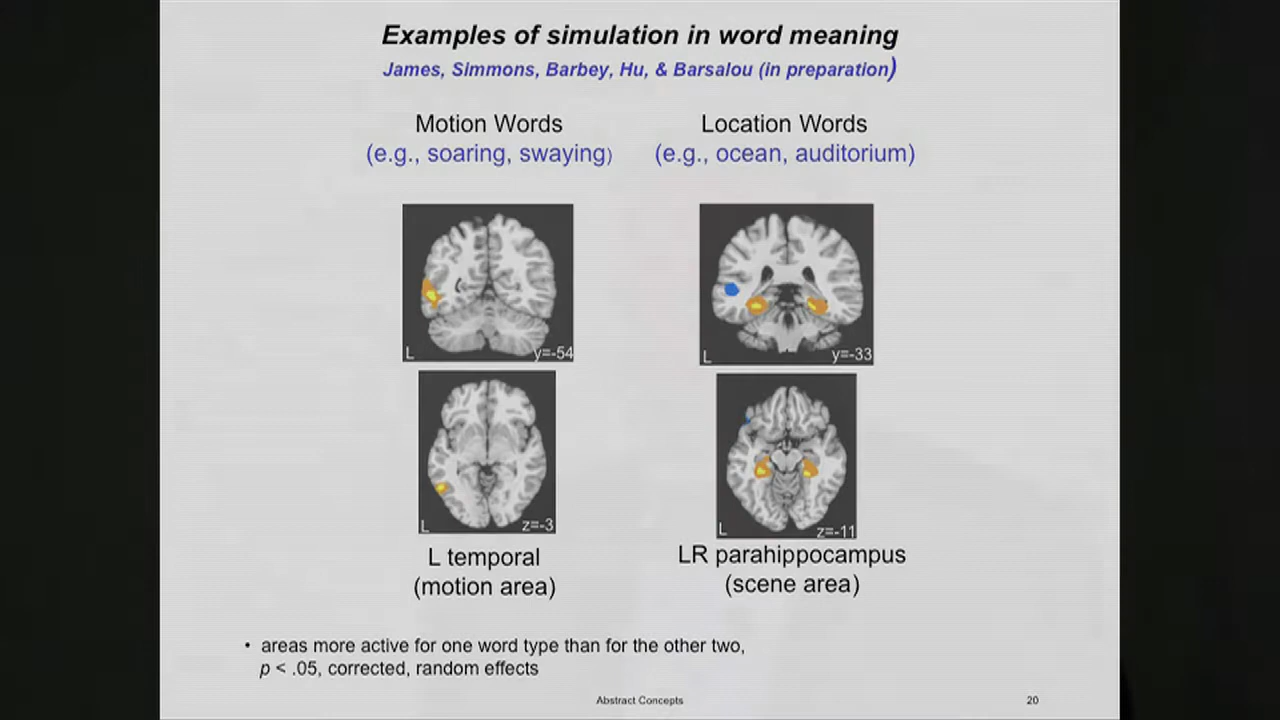 Examples of simulation in word meaning
James, Simmons, Barbey, Hu, & Barsalou (in preparation)
Motion Words
(e.g., soaring, swaying)
Location Words
(e.g., ocean, auditorium)
L
y=-54
L
y=-33
L
z=-3
L
z=-11
L temporal
(motion area)
LR parahippocampus
(scene area)
• areas more active for one word type than for the other two,
p < .05, corrected, random effects
Abstract Concepts
20